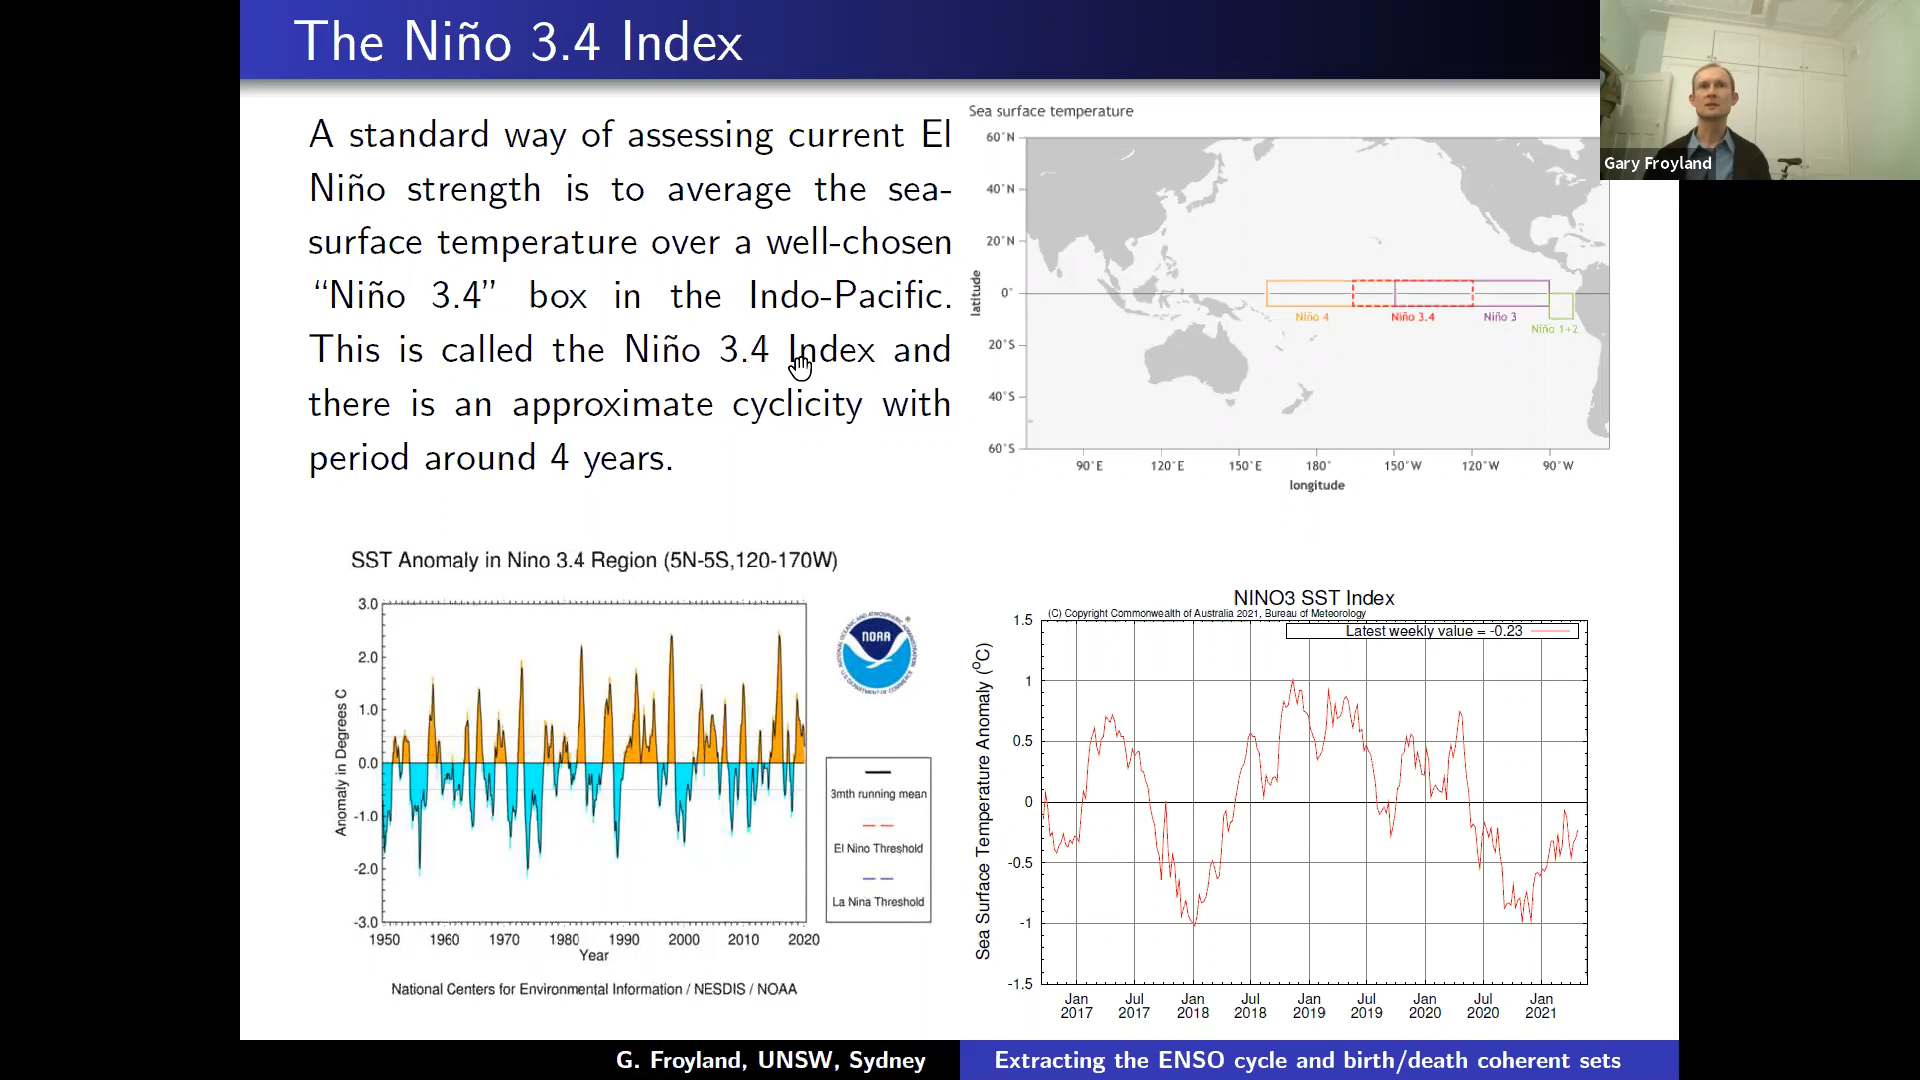 The Niño 3.4 Index
A standard way of assessing current El
Niño strength is to average the sea-
surface temperature over a well-chosen
“Niño 3.4” box in the Indo-Pacific.
This is called the Niño 3.4 Index and
there is an approximate cyclicity with
period around 4 years.
Sea surface temperature
60°N
40°N
20°N
0°
20°S
40°S
60°S
latitude
Niño 4
Niño 3.4
Niño 3
Niño 1+2
90°E 120°E 150°E 180° 150°W 120°W 90°W
longitude
Gary Froyland
SST Anomaly in Nino 3.4 Region (5N-5S,120-170W)
3.0
2.0
1.0
0.0
-1.0
-2.0
-3.0
Anomaly in Degrees C
1950 1960 1970 1980 1990 2000 2010 2020
Year
NOAA
3mth running mean
El Nino Threshold
La Nina Threshold
National Centers for Environmental Information / NESDIS / NOAA
NINO3 SST Index
(C) Copyright Commonwealth of Australia 2021, Bureau of Meteorology
Latest weekly value = -0.23
1.5
1
0.5
0
-0.5
-1
-1.5
Sea Surface Temperature Anomaly (°C)
Jan Jul Jan Jul Jan Jul Jan Jul Jan
2017 2017 2018 2018 2019 2019 2020 2020 2021
G. Froyland, UNSW, Sydney
Extracting the ENSO cycle and birth/death coherent sets